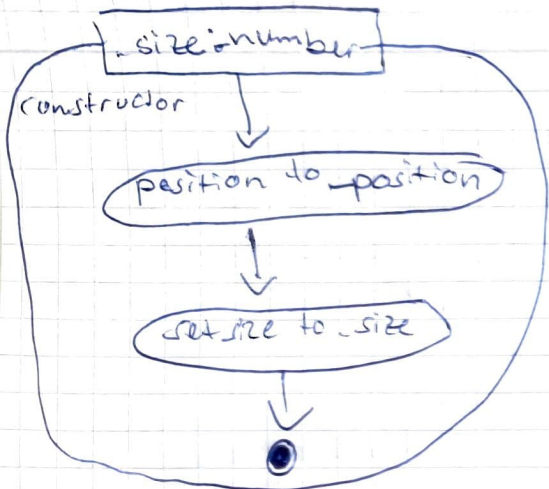 _size:number
constructor
position to _position
set size to _size